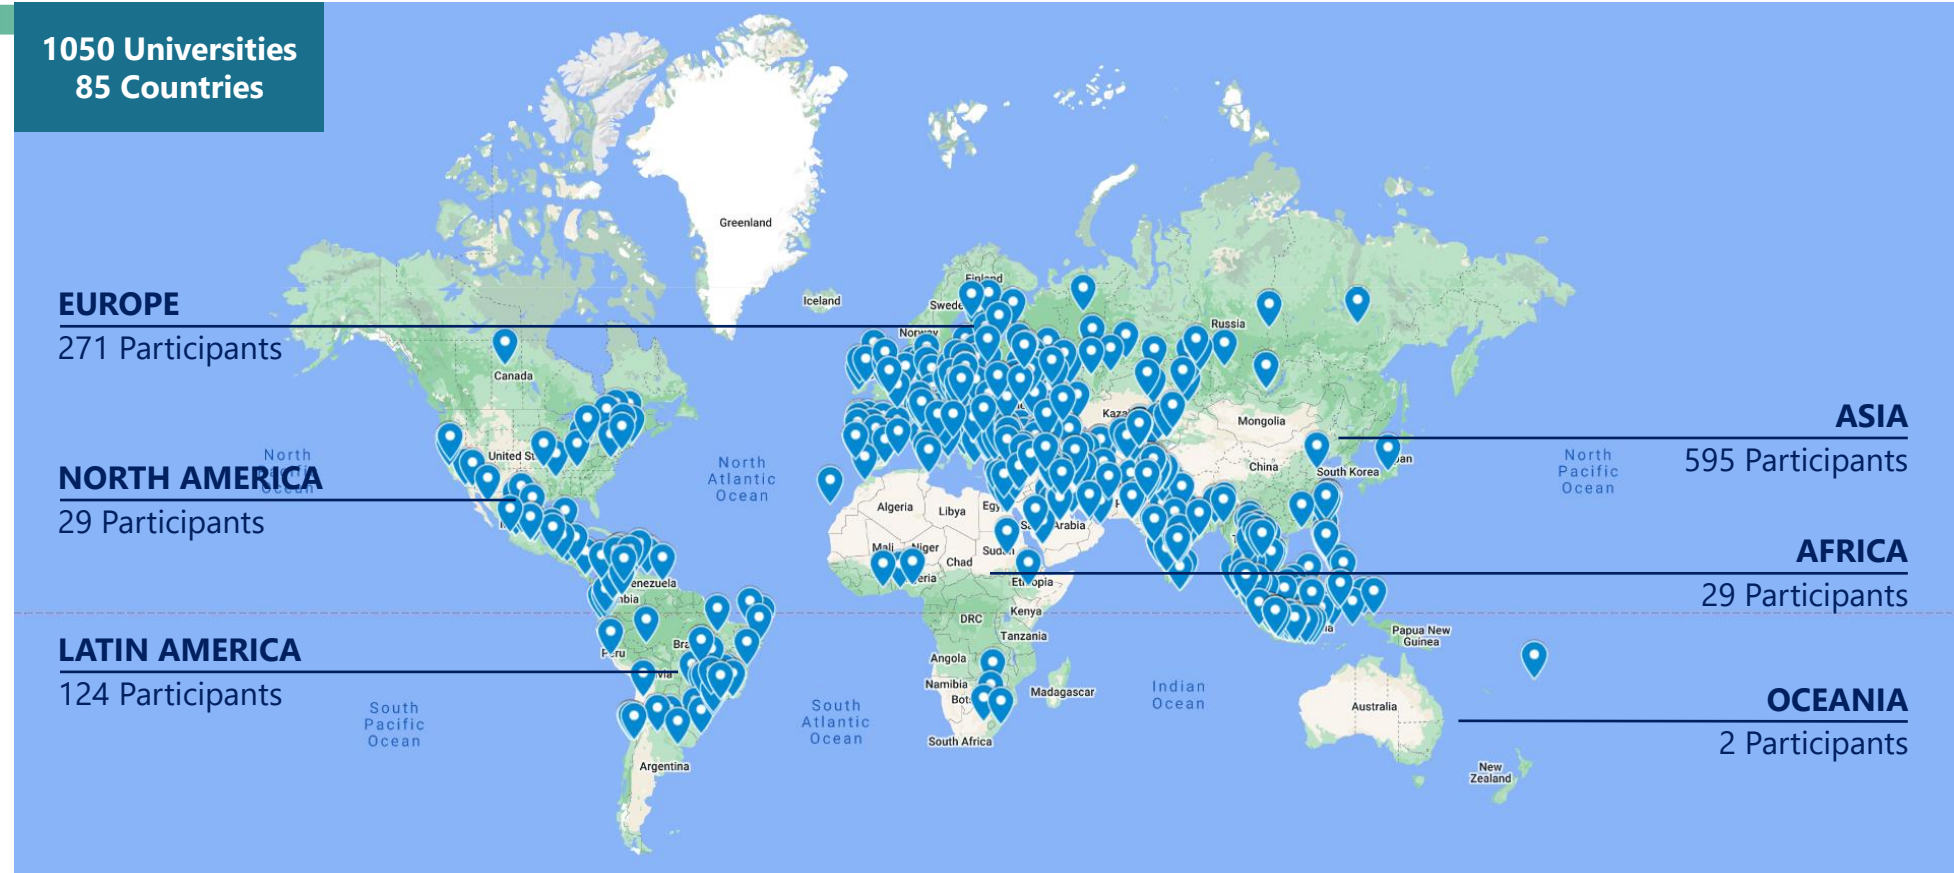 1050 Universities
85 Countries
Greenland
Finland
Iceland
Norway
Russia
EUROPE
271 Participants
Canada
Mongolia
ASIA
595 Participants
North
Atlantic
Ocean
North
Pacific
Ocean
China
South Korea
NORTH AMERICA
29 Participants
Algeria
Libya
Mali
Niger
Chad
Sudan
Ethiopia
AFRICA
29 Participants
DRC
Kenya
Tanzania
Papua New
Guinea
LATIN AMERICA
124 Participants
Peru
Angola
Namibia
Madagascar
Indian
Ocean
Australia
OCEANIA
2 Participants
South
Pacific
Ocean
South
Atlantic
Ocean
South Africa
Argentina
New
Zealand